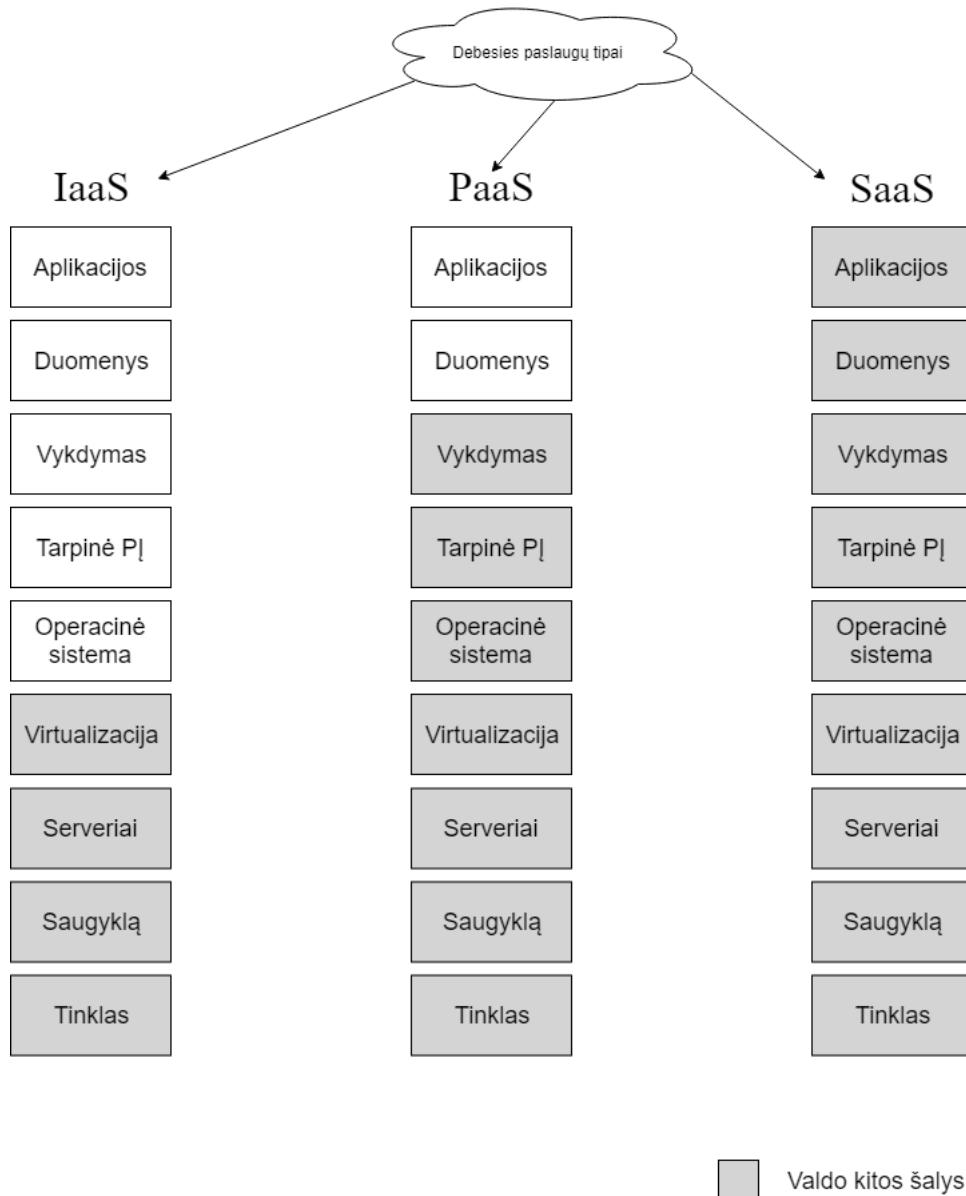 Debesies paslaugų tipai
IaaS
PaaS
SaaS
Aplikacijos
Aplikacijos
Aplikacijos
Duomenys
Duomenys
Duomenys
Vykdymas
Vykdymas
Vykdymas
Tarpinė PĮ
Tarpinė PĮ
Tarpinė PĮ
Operacinė
sistema
Operacinė
sistema
Operacinė
sistema
Virtualizacija
Virtualizacija
Virtualizacija
Serveriai
Serveriai
Serveriai
Saugyklą
Saugyklą
Saugyklą
Tinklas
Tinklas
Tinklas
Valdo kitos šalys